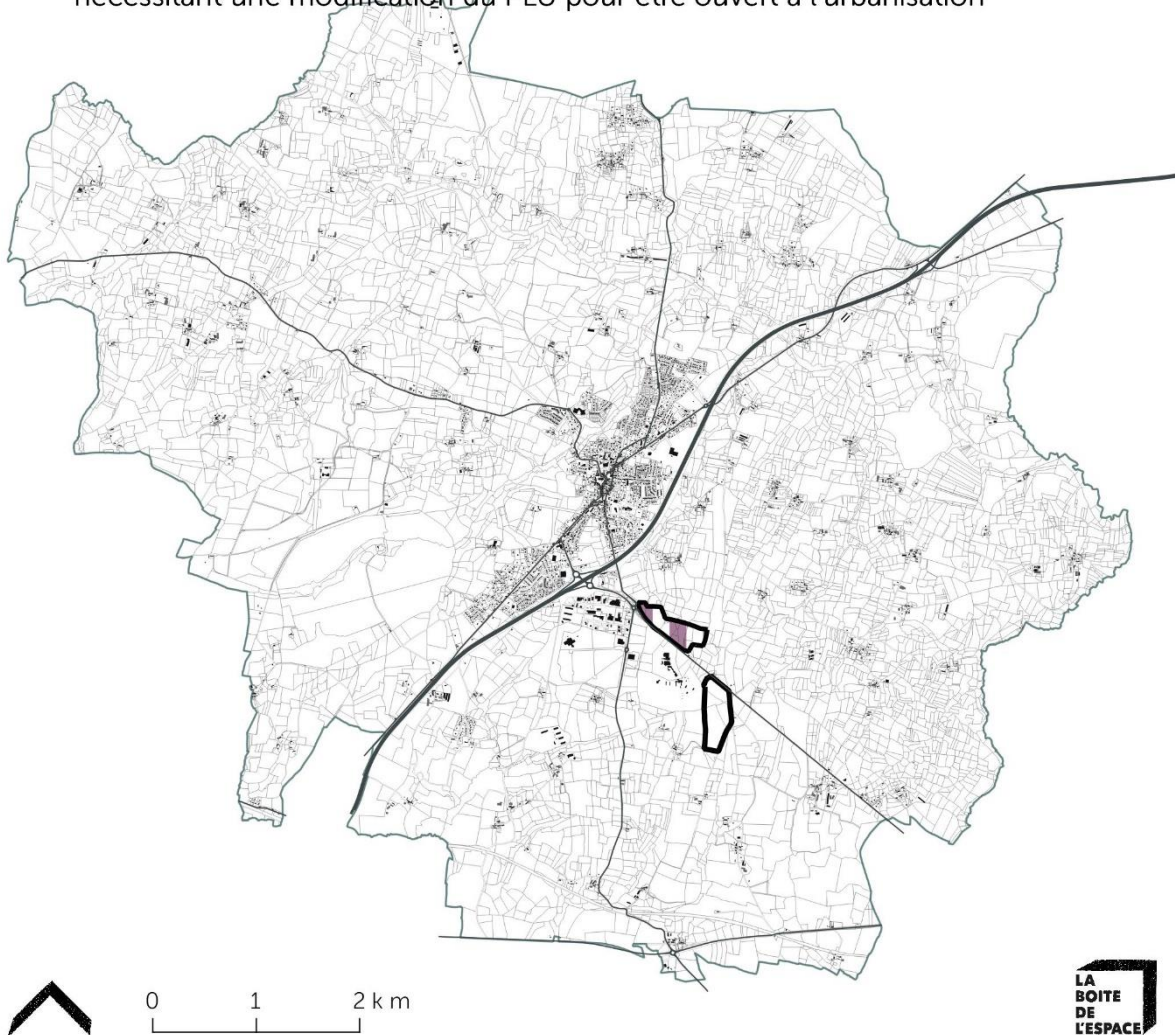 nécessitant une modification du PLU pour être ouvert à l'urbanisation
0 1 2 km
LA
BOITE
DE
L'ESPACE